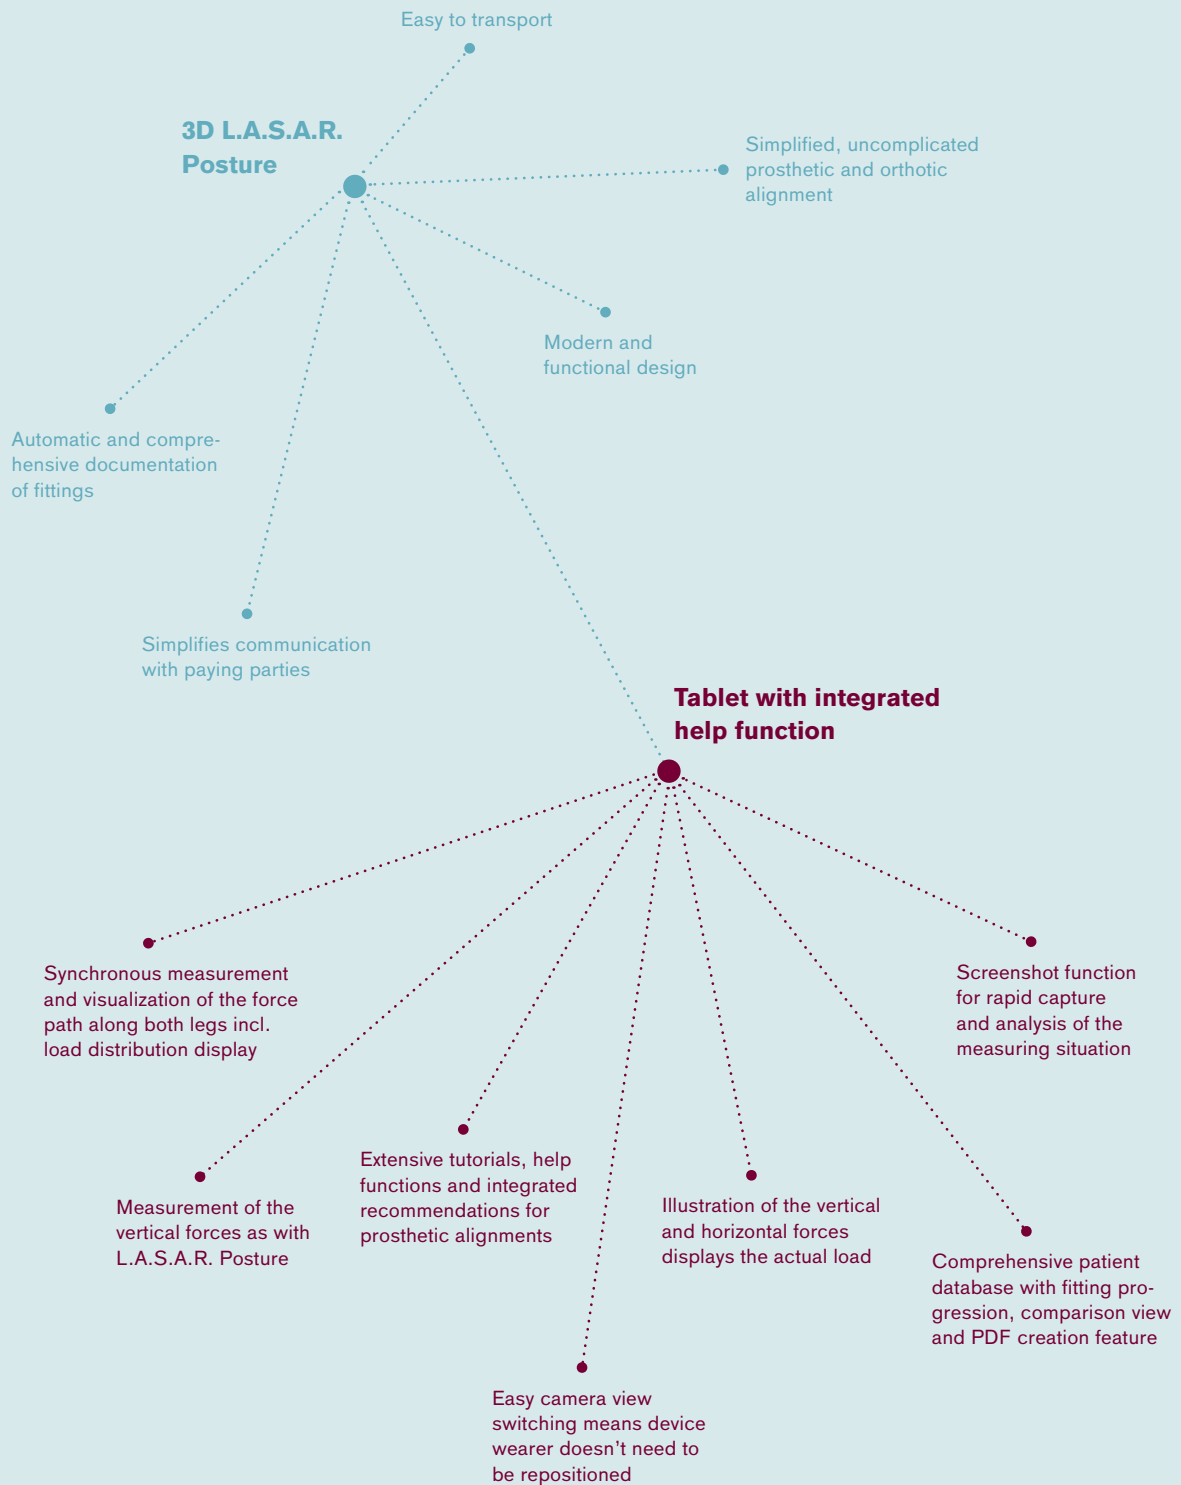 Easy to transport
3D L.A.S.A.R.
Posture
Simplified, uncomplicated
prosthetic and orthotic
alignment
Modern and
functional design
Automatic and compre-
hensive documentation
of fittings
Simplifies communication
with paying parties
Tablet with integrated
help function
Synchronous measurement
and visualization of the force
path along both legs incl.
load distribution display
Screenshot function
for rapid capture
and analysis of the
measuring situation
Measurement of the
vertical forces as with
L.A.S.A.R. Posture
Extensive tutorials, help
functions and integrated
recommendations for
prosthetic alignments
Illustration of the vertical
and horizontal forces
displays the actual load
Comprehensive patient
database with fitting pro-
gression, comparison view
and PDF creation feature
Easy camera view
switching means device
wearer doesn’t need to
be repositioned